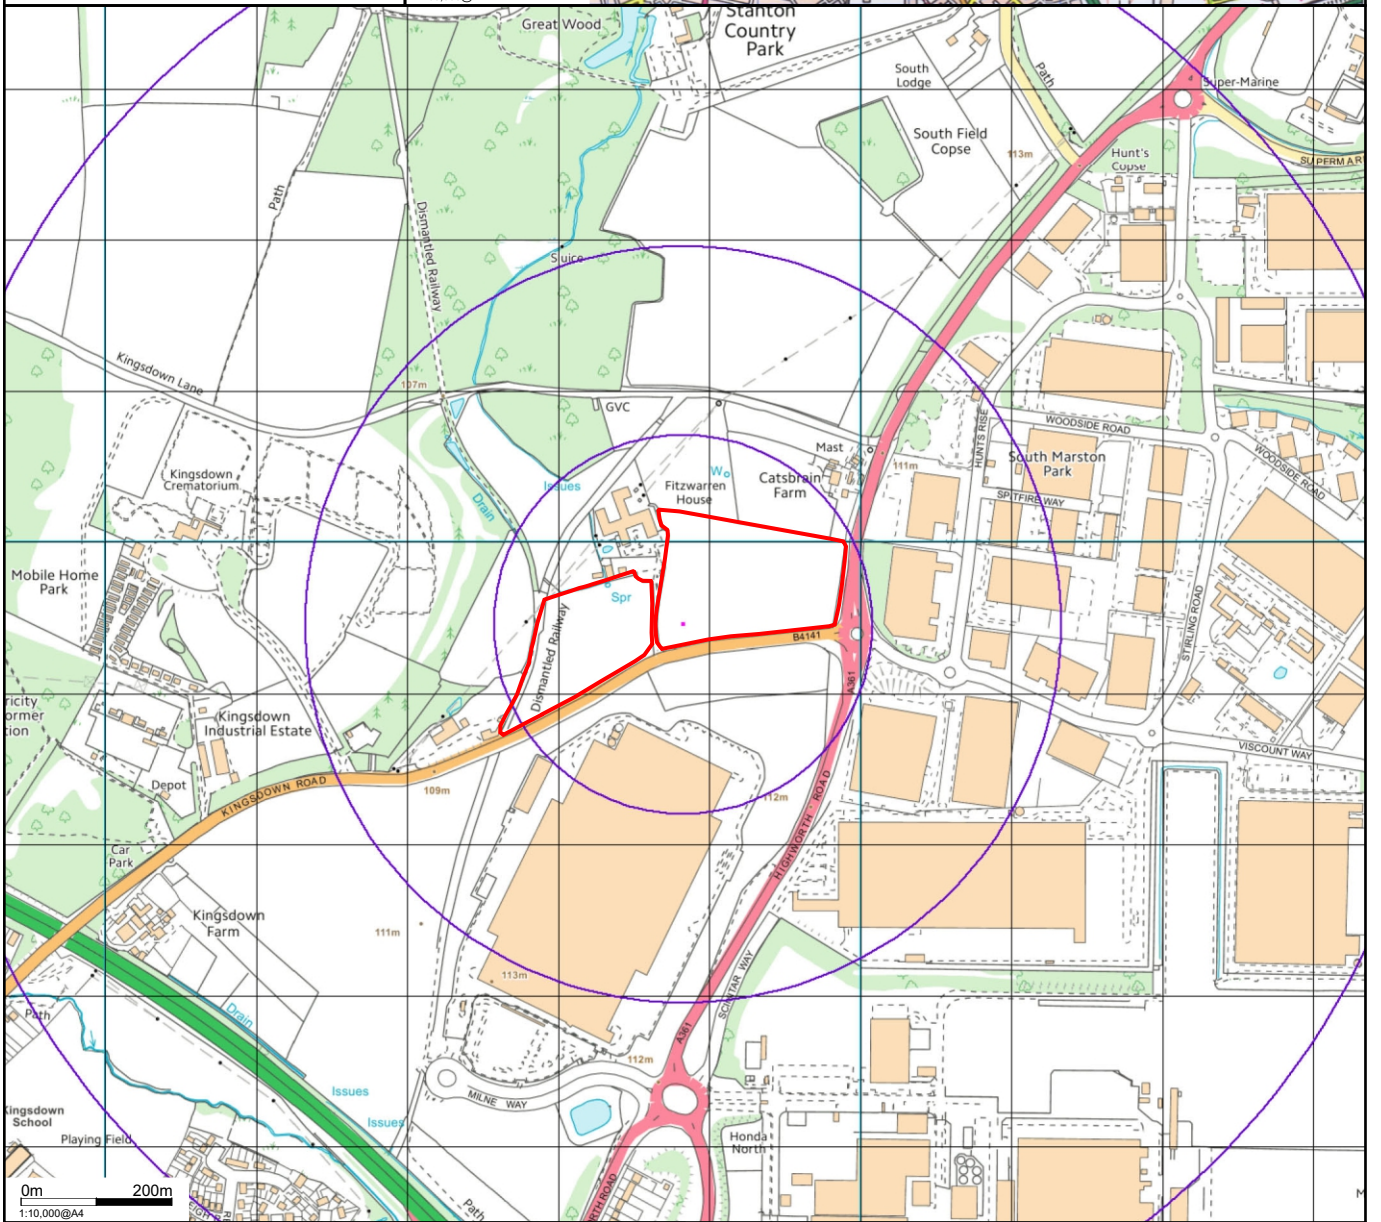 Great Wood
Stanton
Country
Park
South
Lodge
Path
4
Super-Marine
South Field
Copse
113m
Hunt's
Copse
Path
Dismantled Railway
Sluice
Kingsdown Lane
107m
GVC
HUNTS RISE
WOODSIDE ROAD
Mast
111m
South Marston
Park
WOODSIDE ROAD
Kingsdown
Crematorium
Drain
Issues
W
Fitzwarren
House
Catsbrain
Farm
SPITFIRE WAY
Mobile Home
Park
Spr
Dismantled Railway
B4141
STIRLING ROAD
A361
Kingsdown
Industrial Estate
VISCOUNT WAY
Depot
KINGSDOWN ROAD
109m
112m
HIGHWORTH ROAD
Car
Park
Kingsdown
Farm
111m
113m
SCIMITAR WAY
Drain
Path
A361
112m
Issues
MILNE WAY
Issues
Kingsdown
School
Playing Field
Honda
North
Path
0m 200m
1:10,000@A4